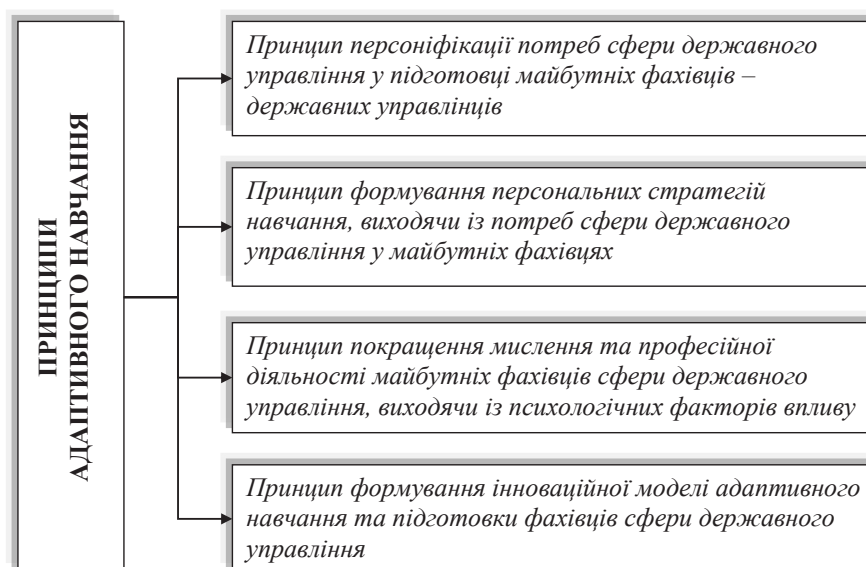 ПРИНЦИПИ
АДАПТИВНОГО НАВЧАННЯ
Принцип персоніфікації потреб сфери державного
управління у підготовці майбутніх фахівців –
державних управлінців
Принцип формування персональних стратегій
навчання, виходячи із потреб сфери державного
управління у майбутніх фахівцях
Принцип покращення мислення та професійної
діяльності майбутніх фахівців сфери державного
управління, виходячи із психологічних факторів впливу
Принцип формування інноваційної моделі адаптивного
навчання та підготовки фахівців сфери державного
управління